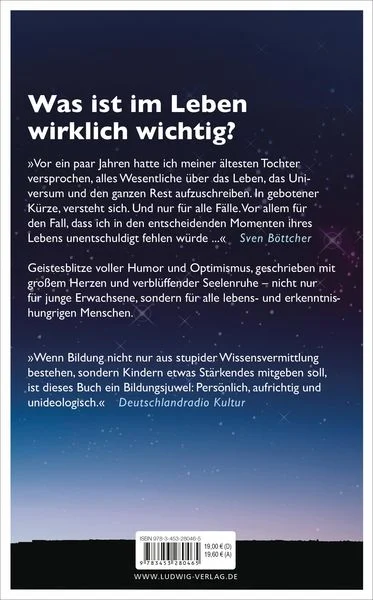 Was ist im Leben
wirklich wichtig?
»Vor ein paar Jahren hatte ich meiner ältesten Tochter
versprochen, alles Wesentliche über das Leben, das Uni-
versum und den ganzen Rest aufzuschreiben. In gebotener
Kürze, versteht sich. Und nur für alle Fälle. Vor allem für
den Fall, dass ich in den entscheidenden Momenten ihres
Lebens unentschuldigt fehlen würde ...« Sven Böttcher
Geistesblitze voller Humor und Optimismus, geschrieben mit
großem Herzen und verblüffender Seelenruhe – nicht nur
für junge Erwachsene, sondern für alle lebens- und erkenntnis-
hungrigen Menschen.
»Wenn Bildung nicht nur aus stupider Wissensvermittlung
bestehen, sondern Kindern etwas Stärkendes mitgeben soll,
ist dieses Buch ein Bildungsjuwel: Persönlich, aufrichtig und
unideologisch.« Deutschlandradio Kultur
ISBN 978-3-453-28046-5
19,00 € (D)
19,60 € (A)
9 783453 280465
WWW.LUDWIG-VERLAG.DE